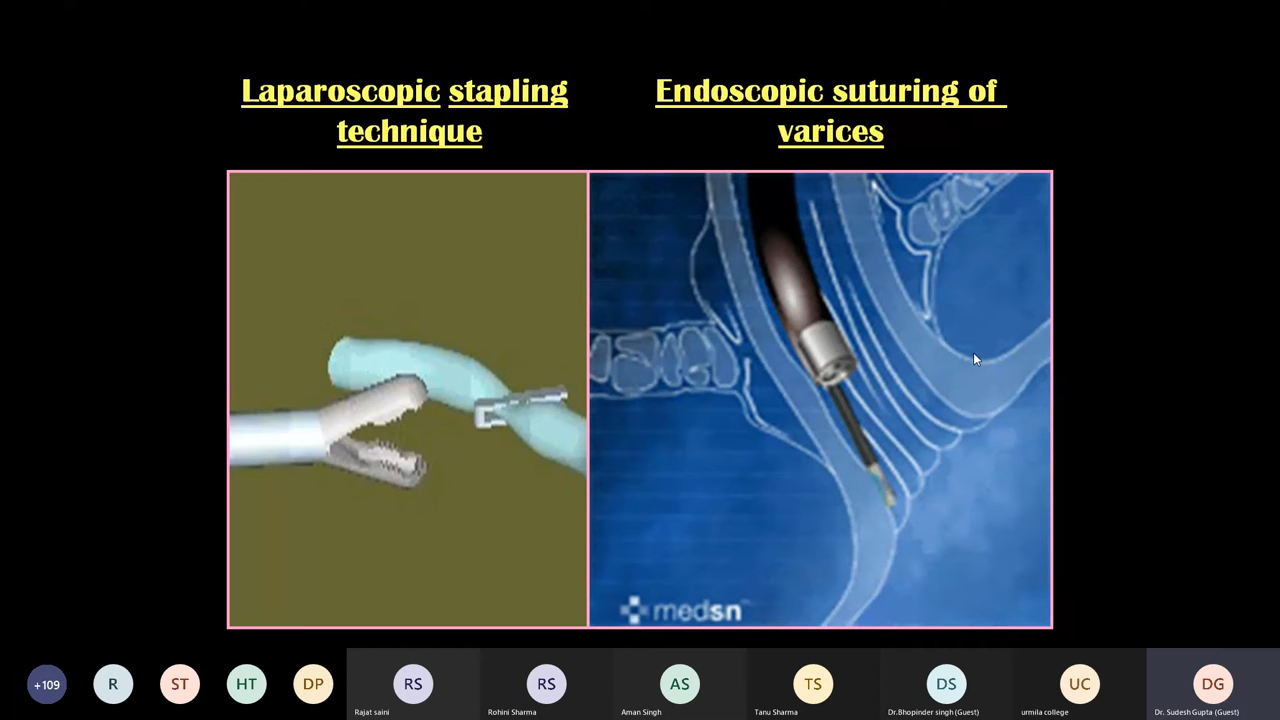 Laparoscopic stapling
technique
Endoscopic suturing of
varices
medsn
+109
R
ST
HT
DP
RS
RS
AS
TS
DS
UC
DG
Rajat saini
Rohini Sharma
Aman Singh
Tanu Sharma
Dr.Bhopinder singh (Guest)
urmila college
Dr. Sudesh Gupta (Guest)